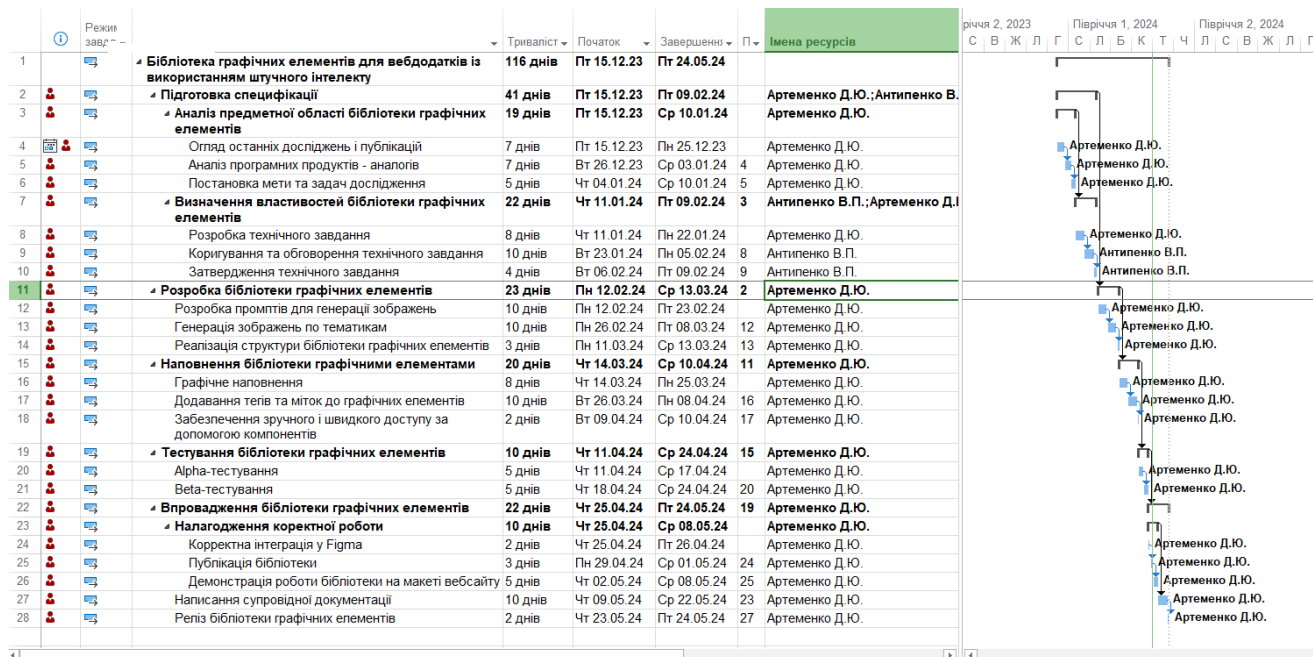 Режим
завд
Триваліст Початок Завершення П Імена ресурсів
1 Бібліотека графічних елементів для вебдодатків із 116 днів Пт 15.12.23 Пт 24.05.24
використанням штучного інтелекту
2 Підготовка специфікації 41 днів Пт 15.12.23 Пт 09.02.24 Артеменко Д.Ю.;Антипенко В.
3 Аналіз предметної області бібліотеки графічних 19 днів Пт 15.12.23 Ср 10.01.24 Артеменко Д.Ю.
елементів
4 Огляд останніх досліджень і публікацій 7 днів Пт 15.12.23 Пн 25.12.23 Артеменко Д.Ю.
5 Аналіз програмних продуктів - аналогів 7 днів Вт 26.12.23 Ср 03.01.24 4 Артеменко Д.Ю.
6 Постановка мети та задач дослідження 5 днів Чт 04.01.24 Ср 10.01.24 5 Артеменко Д.Ю.
7 Визначення властивостей бібліотеки графічних 22 днів Чт 11.01.24 Пт 09.02.24 3 Антипенко В.П.;Артеменко Д.
елементів
8 Розробка технічного завдання 8 днів Чт 11.01.24 Пн 22.01.24 Артеменко Д.Ю.
9 Коригування та обговорення технічного завдання 10 днів Вт 23.01.24 Пн 05.02.24 8 Антипенко В.П.
10 Затвердження технічного завдання 4 днів Вт 06.02.24 Пт 09.02.24 9 Антипенко В.П.
11 Розробка бібліотеки графічних елементів 23 днів Пн 12.02.24 Ср 13.03.24 2 Артеменко Д.Ю.
12 Розробка промптів для генерації зображень 10 днів Пн 12.02.24 Пт 23.02.24 Артеменко Д.Ю.
13 Генерація зображень по тематикам 10 днів Пн 26.02.24 Пт 08.03.24 12 Артеменко Д.Ю.
14 Реалізація структури бібліотеки графічних елементів 3 днів Пн 11.03.24 Ср 13.03.24 13 Артеменко Д.Ю.
15 Наповнення бібліотеки графічними елементами 20 днів Чт 14.03.24 Ср 10.04.24 11 Артеменко Д.Ю.
16 Графічне наповнення 8 днів Чт 14.03.24 Пн 25.03.24 Артеменко Д.Ю.
17 Додавання тегів та міток до графічних елементів 10 днів Вт 26.03.24 Пн 08.04.24 16 Артеменко Д.Ю.
18 Забезпечення зручного і швидкого доступу за 2 днів Вт 09.04.24 Ср 10.04.24 17 Артеменко Д.Ю.
допомогою компонентів
19 Тестування бібліотеки графічних елементів 10 днів Чт 11.04.24 Ср 24.04.24 15 Артеменко Д.Ю.
20 Alpha-тестування 5 днів Чт 11.04.24 Ср 17.04.24 Артеменко Д.Ю.
21 Beta-тестування 5 днів Чт 18.04.24 Ср 24.04.24 20 Артеменко Д.Ю.
22 Впровадження бібліотеки графічних елементів 22 днів Чт 25.04.24 Пт 24.05.24 19 Артеменко Д.Ю.
23 Налагодження коректної роботи 10 днів Чт 25.04.24 Ср 08.05.24 Артеменко Д.Ю.
24 Корректна інтеграція у Figma 2 днів Чт 25.04.24 Пт 26.04.24 Артеменко Д.Ю.
25 Публікація бібліотеки 3 днів Пн 29.04.24 Ср 01.05.24 24 Артеменко Д.Ю.
26 Демонстрація роботи бібліотеки на макеті вебсайту 5 днів Чт 02.05.24 Ср 08.05.24 25 Артеменко Д.Ю.
27 Написання супровідної документації 10 днів Чт 09.05.24 Ср 22.05.24 23 Артеменко Д.Ю.
28 Реліз бібліотеки графічних елементів 2 днів Чт 23.05.24 Пт 24.05.24 27 Артеменко Д.Ю.
річчя 2, 2023 Півріччя 1, 2024 Півріччя 2, 2024
С В Ж Л Г С Л Б К Т Ч Л С В Ж Л Г
Артеменко Д.Ю.
Артеменко Д.Ю.
Артеменко Д.Ю.
Артеменко Д.Ю.
Антипенко В.П.
Антипенко В.П.
Артеменко Д.Ю.
Артеменко Д.Ю.
Артеменко Д.Ю.
Артеменко Д.Ю.
Артеменко Д.Ю.
Артеменко Д.Ю.
Артеменко Д.Ю.
Артеменко Д.Ю.
Артеменко Д.Ю.
Артеменко Д.Ю.
Артеменко Д.Ю.
Артеменко Д.Ю.
Артеменко Д.Ю.